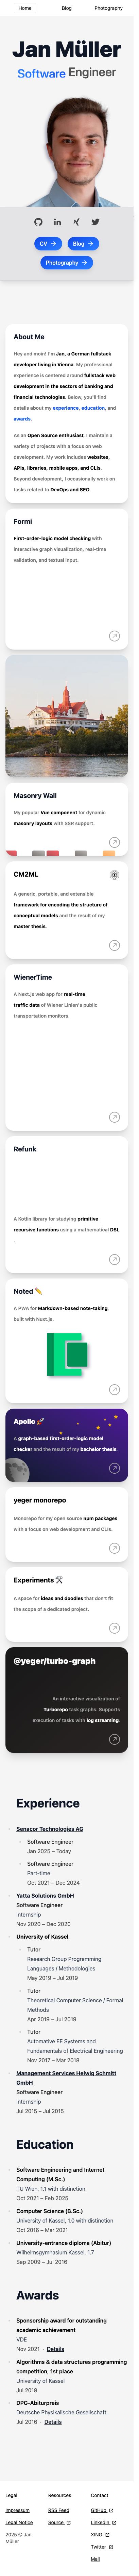 Home Blog Photography
Jan Müller
Software Engineer
CV → Blog →
Photography →
About Me
Hey and moin! I'm Jan, a German fullstack
developer living in Vienna. My professional
experience is centered around fullstack web
development in the sectors of banking and
financial technologies. Below, you'll find
details about my experience, education, and
awards.
As an Open Source enthusiast, I maintain a
variety of projects with a focus on web
development. My work includes websites,
APIs, libraries, mobile apps, and CLIs.
Beyond development, I occasionally work on
tasks related to DevOps and SEO.
Formi
First-order-logic model checking with
interactive graph visualization, real-time
validation, and textual input.
Masonry Wall
My popular Vue component for dynamic
masonry layouts with SSR support.
CM2ML
A generic, portable, and extensible
framework for encoding the structure of
conceptual models and the result of my
master thesis.
WienerTime
A Next.js web app for real-time
traffic data of Wiener Linien's public
transportation monitors.
Refunk
A Kotlin library for studying primitive
recursive functions using a mathematical DSL
.
Noted ✏️
A PWA for Markdown-based note-taking,
built with Nuxt.js.
Apollo 🚀
A graph-based first-order-logic model
checker and the result of my bachelor thesis.
yeger monorepo
Monorepo for my open source npm packages
with a focus on web development and CLIs.
Experiments 🛠️
A space for ideas and doodles that don't fit
the scope of a dedicated project.
@yeger/turbo-graph
An interactive visualization of
Turborepo task graphs. Supports
execution of tasks with log streaming.
Experience
Senacor Technologies AG
Software Engineer
Jan 2025 – Today
Software Engineer
Part-time
Oct 2021 – Dec 2024
Yatta Solutions GmbH
Software Engineer
Internship
Nov 2020 – Dec 2020
University of Kassel
Tutor
Research Group Programming
Languages / Methodologies
May 2019 – Jul 2019
Tutor
Theoretical Computer Science / Formal
Methods
Apr 2019 – Jul 2019
Tutor
Automative EE Systems and
Fundamentals of Electrical Engineering
Nov 2017 – Mar 2018
Management Services Helwig Schmitt
GmbH
Software Engineer
Internship
Jul 2015 – Jul 2015
Education
Software Engineering and Internet
Computing (M.Sc.)
TU Wien, 1.1 with distinction
Oct 2021 – Feb 2025
Computer Science (B.Sc.)
University of Kassel, 1.0 with distinction
Oct 2016 – Mar 2021
University-entrance diploma (Abitur)
Wilhelmsgymnasium Kassel, 1.7
Sep 2009 – Jul 2016
Awards
Sponsorship award for outstanding
academic achievement
VDE
Nov 2021 · Details
Algorithms & data structures programming
competition, 1st place
University of Kassel
Jul 2018
DPG-Abiturpreis
Deutsche Physikalische Gesellschaft
Jul 2016 · Details
Legal Resources Contact
Impressum RSS Feed GitHub
Legal Notice Source LinkedIn
2025 © Jan
Müller
XING
Twitter
Mail